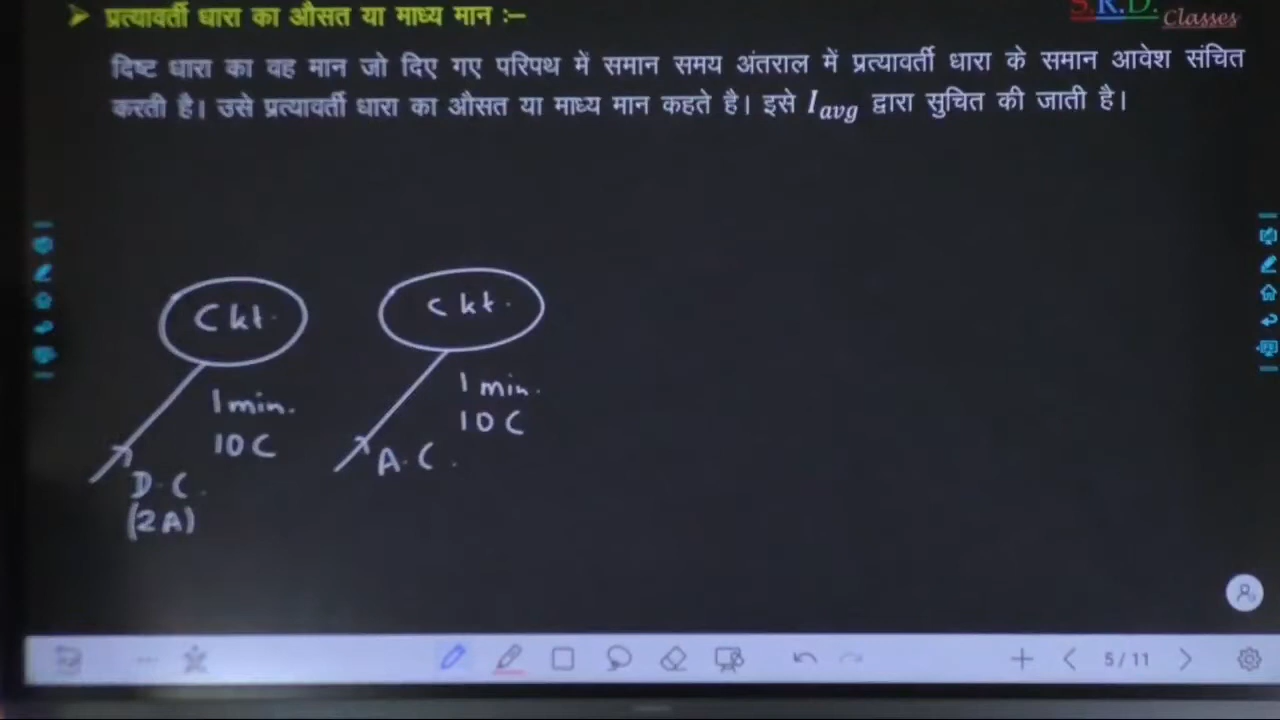 ➤ प्रत्यावर्ती धारा का औसत या माध्य मान :–
S.R.D. Classes
दिष्ट धारा का वह मान जो दिए गए परिपथ में समान समय अंतराल में प्रत्यावर्ती धारा के समान आवेश संचित
करती है। उसे प्रत्यावर्ती धारा का औसत या माध्य मान कहते है। इसे I_avg द्वारा सुचित की जाती है।
Ckt.
Ckt.
1 min.
10 C
1 min.
10 C
D.C.
(2A)
A.C.
5/11